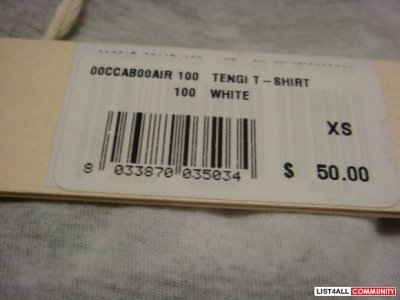 00CCAB00AIR 100 TENGI T-SHIRT
100 WHITE
XS
8 033870 035034
$ 50.00
LIST4ALL COMMUNITY